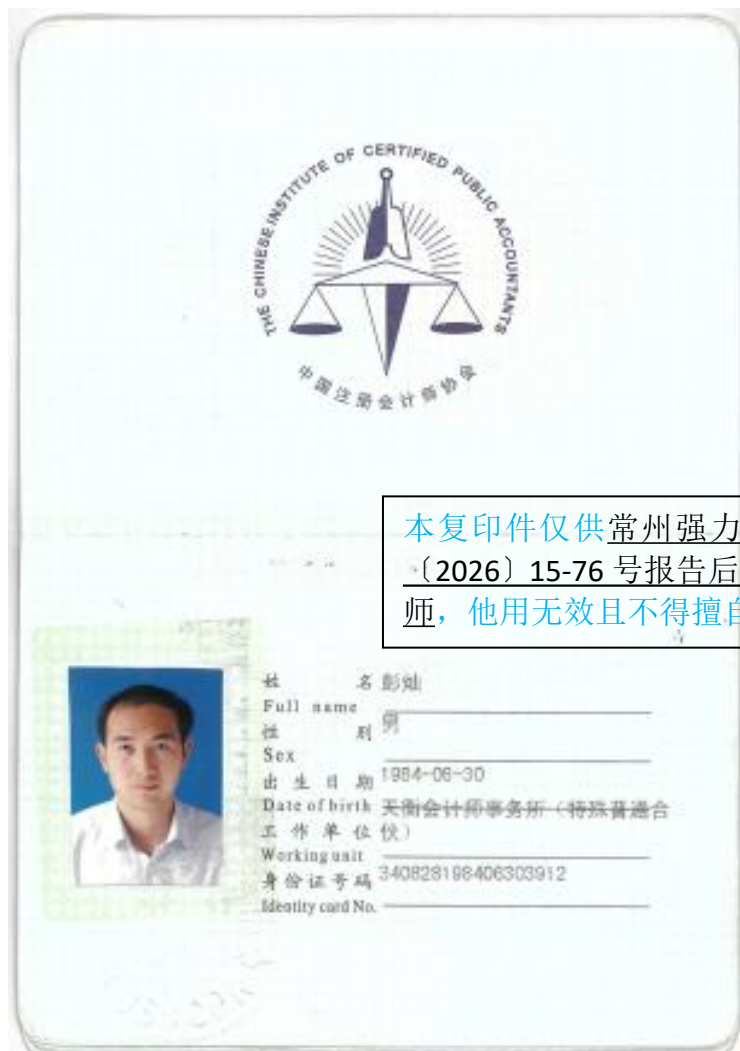 THE CHINESE INSTITUTE OF CERTIFIED PUBLIC ACCOUNTANTS
中国注册会计师协会
本复印件仅供常州强力
〔2026〕15-76 号报告后
师，他用无效且不得擅自
姓 名 彭灿
Full name
性 别 男
Sex
出生日期 1984-06-30
Date of birth
工作单位 天衡会计师事务所（特殊普通合
伙）
Working unit
身份证号码 340828198406303912
Identity card No.